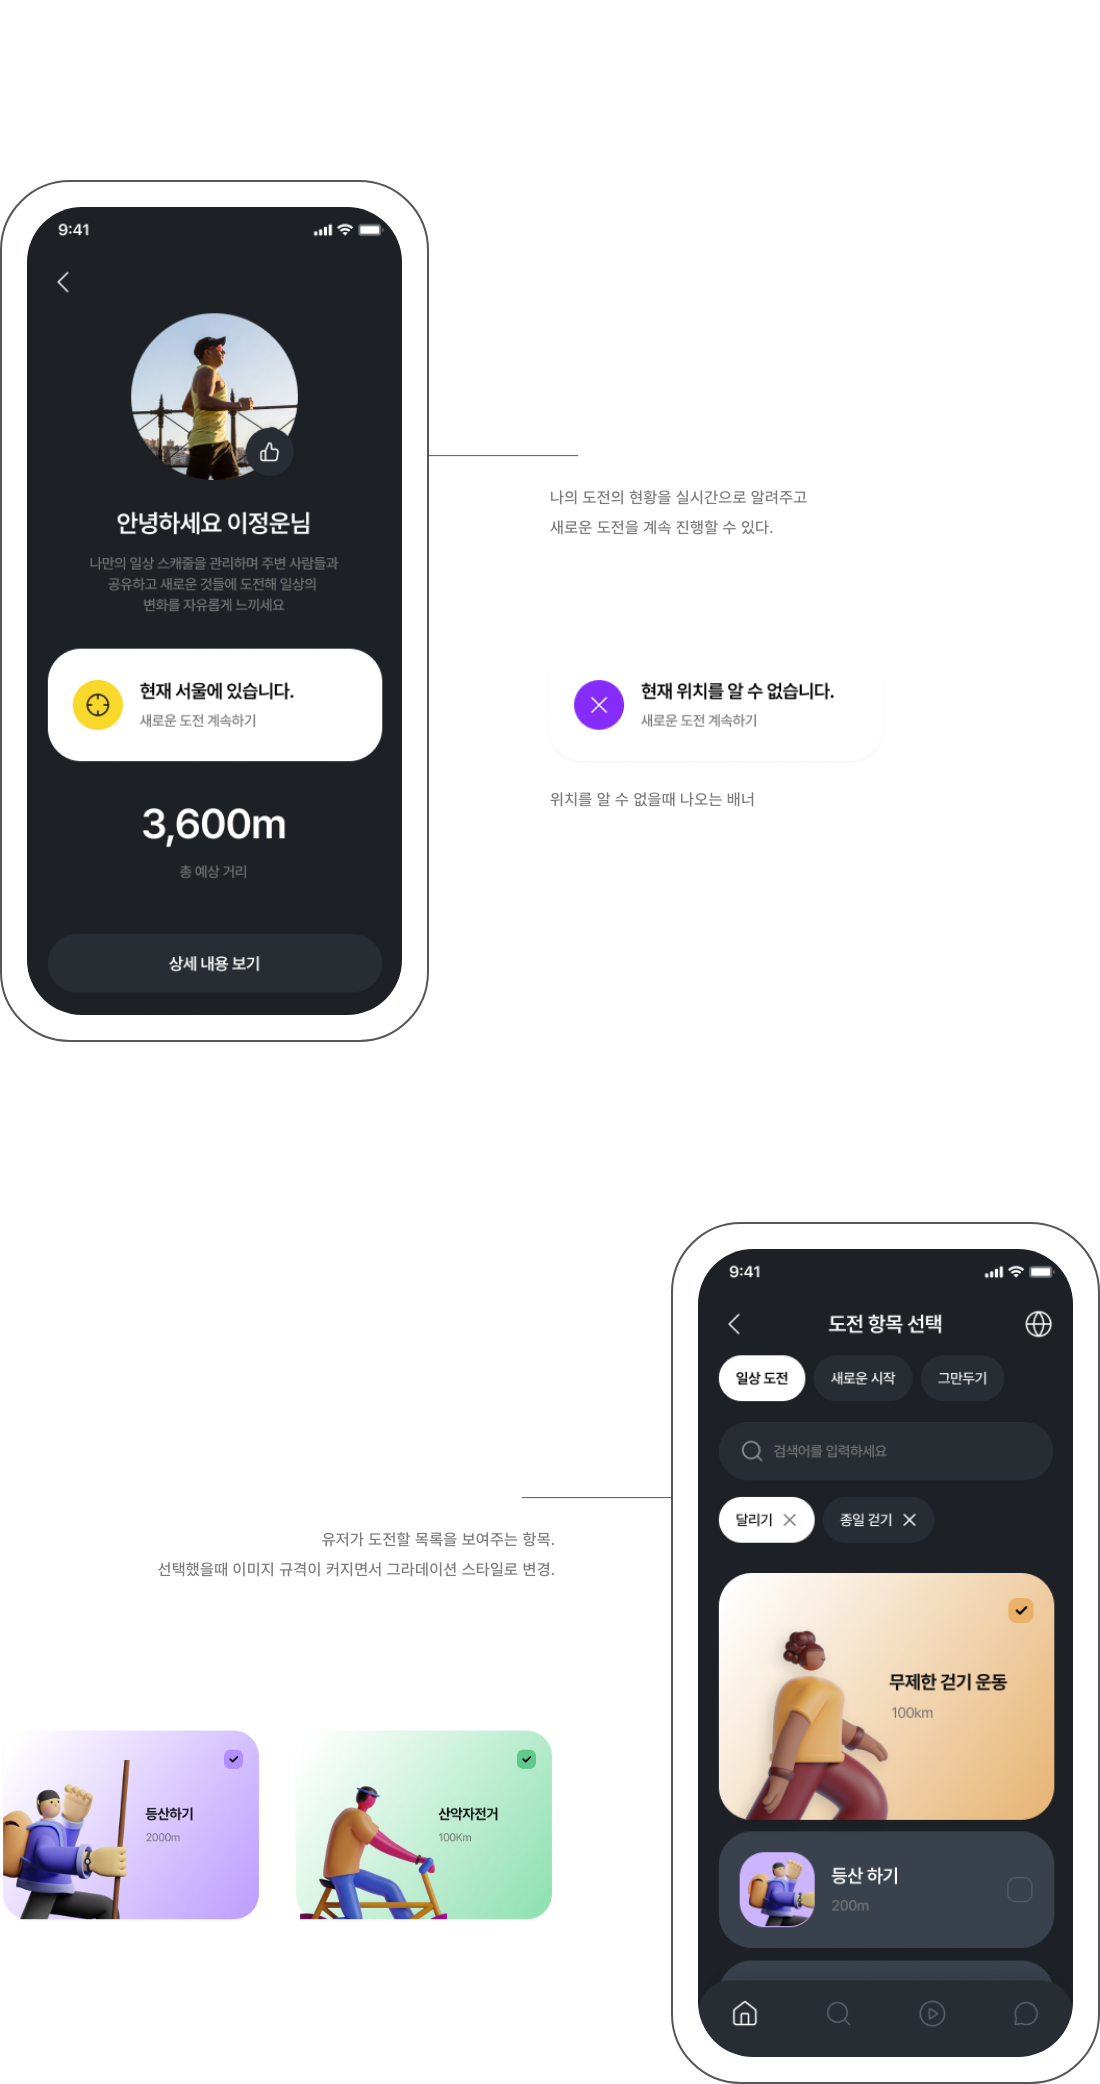 9:41
안녕하세요 이정운님
나만의 일상 스캐줄을 관리하며 주변 사람들과
공유하고 새로운 것들에 도전해 일상의
변화를 자유롭게 느끼세요
현재 서울에 있습니다.
새로운 도전 계속하기
3,600m
총 예상 거리
상세 내용 보기
나의 도전의 현황을 실시간으로 알려주고
새로운 도전을 계속 진행할 수 있다.
현재 위치를 알 수 없습니다.
새로운 도전 계속하기
위치를 알 수 없을때 나오는 배너
유저가 도전할 목록을 보여주는 항목.
선택했을때 이미지 규격이 커지면서 그라데이션 스타일로 변경.
등산하기
2000m
산악자전거
100Km
9:41
도전 항목 선택
일상 도전
새로운 시작
그만두기
검색어를 입력하세요
달리기
종일 걷기
무제한 걷기 운동
100km
등산 하기
200m